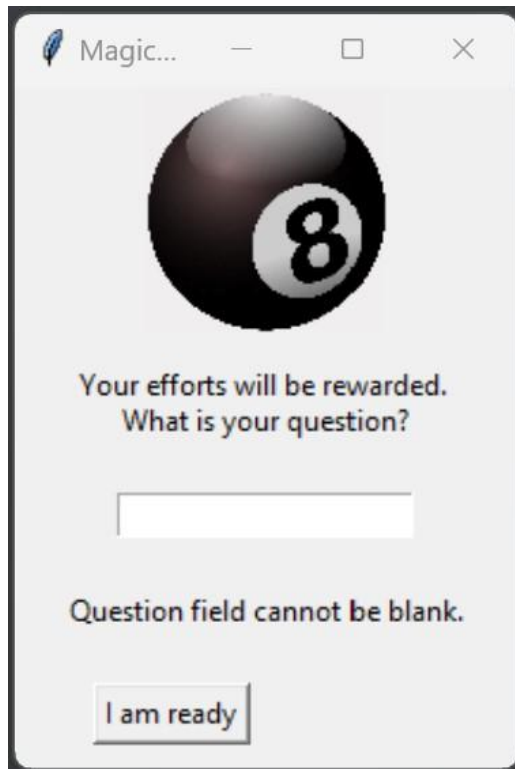 Magic...
8
Your efforts will be rewarded.
What is your question?
Question field cannot be blank.
I am ready